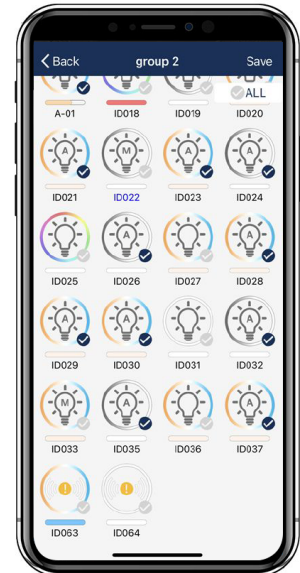 Back group 2 Save
ALL
A-01 ID018 ID019 ID020
A M A A
ID021 ID022 ID023 ID024
A A
ID025 ID026 ID027 ID028
A A A
ID029 ID030 ID031 ID032
M A A
ID033 ID035 ID036 ID037
! !
ID063 ID064